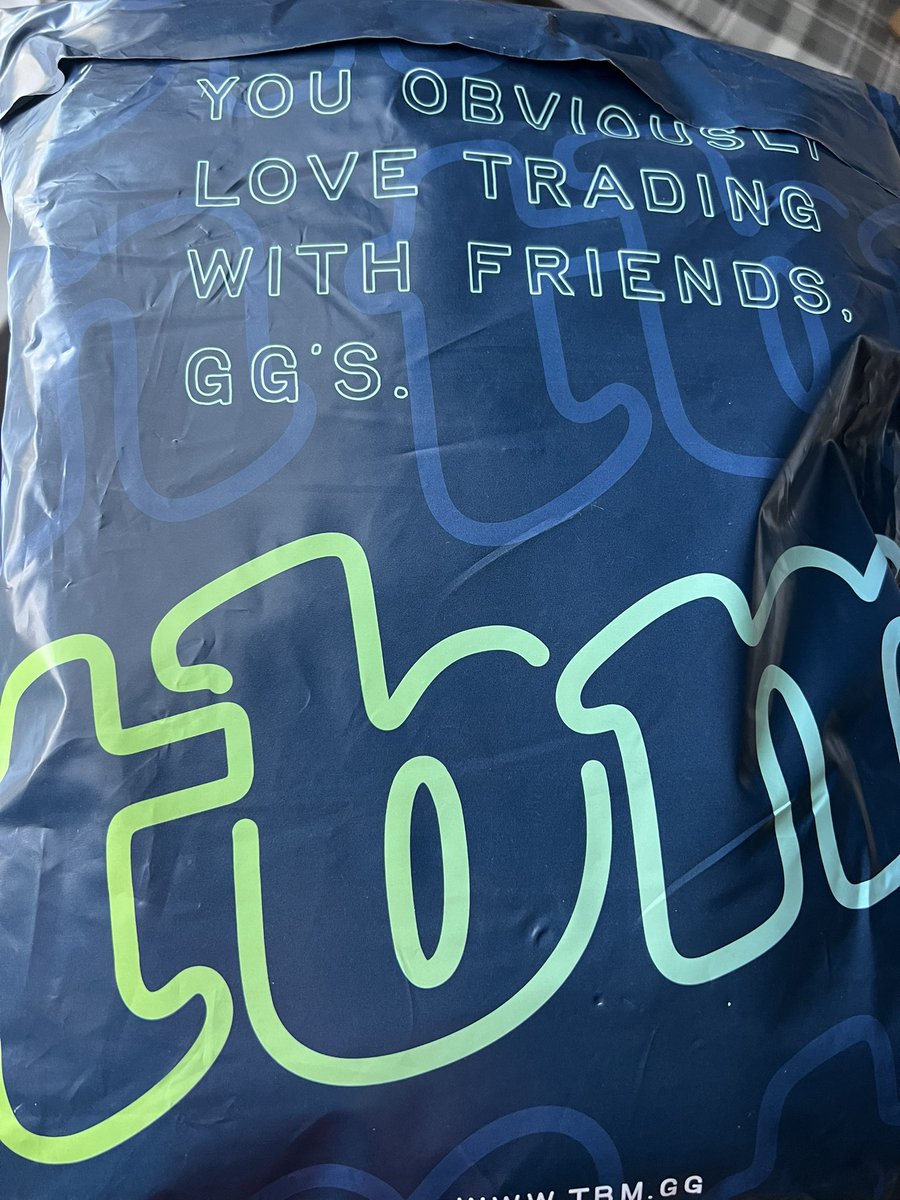 YOU OBVIOUSLY
LOVE TRADING
WITH FRIENDS,
GG'S.
tbm
WWW.TBM.GG